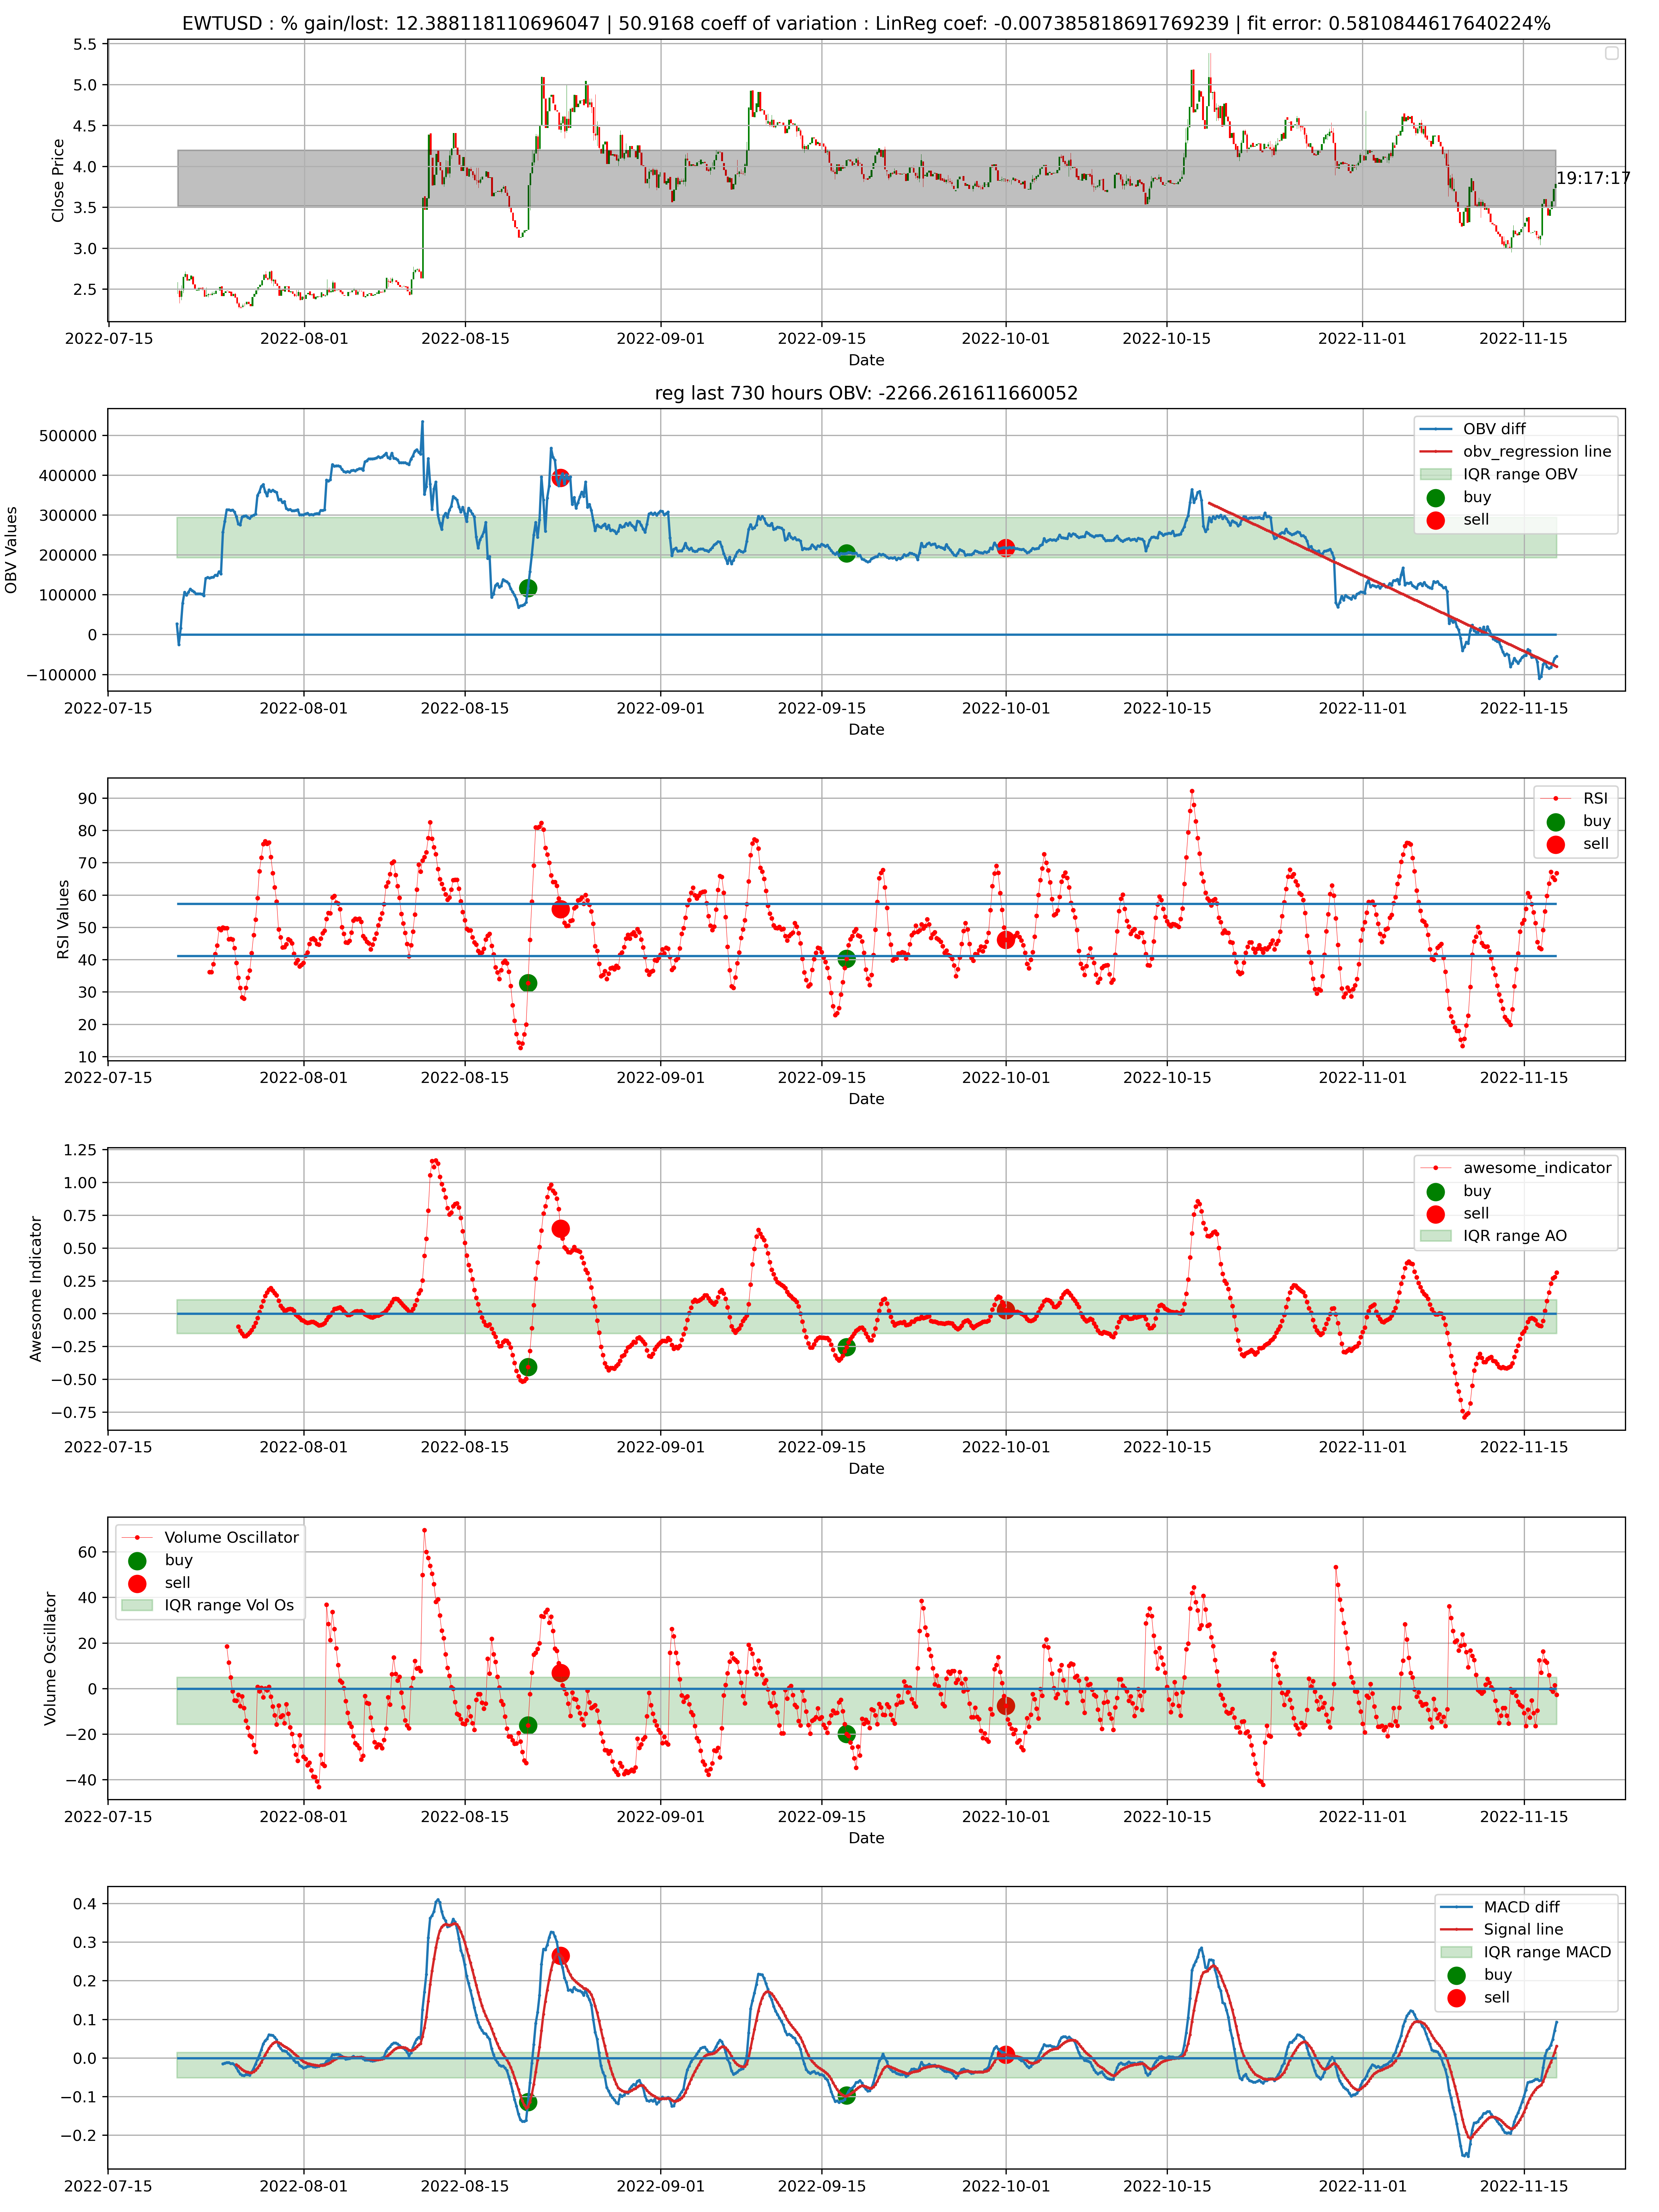 EWTUSD : % gain/lost: 12.388118110696047 | 50.9168 coeff of variation : LinReg coef: -0.007385818691769239 | fit error: 0.5810844617640224%
5.5
5.0
4.5
4.0
3.5
3.0
2.5
Close Price
19:17:17
2022-07-15 2022-08-01 2022-08-15 2022-09-01 2022-09-15 2022-10-01 2022-10-15 2022-11-01 2022-11-15
Date
reg last 730 hours OBV: -2266.261611660052
500000
400000
300000
200000
100000
0
−100000
OBV Values
OBV diff
obv_regression line
IQR range OBV
buy
sell
2022-07-15 2022-08-01 2022-08-15 2022-09-01 2022-09-15 2022-10-01 2022-10-15 2022-11-01 2022-11-15
Date
90
80
70
60
50
40
30
20
10
RSI Values
RSI
buy
sell
2022-07-15 2022-08-01 2022-08-15 2022-09-01 2022-09-15 2022-10-01 2022-10-15 2022-11-01 2022-11-15
Date
1.25
1.00
0.75
0.50
0.25
0.00
−0.25
−0.50
−0.75
Awesome Indicator
awesome_indicator
buy
sell
IQR range AO
2022-07-15 2022-08-01 2022-08-15 2022-09-01 2022-09-15 2022-10-01 2022-10-15 2022-11-01 2022-11-15
Date
60
40
20
0
−20
−40
Volume Oscillator
Volume Oscillator
buy
sell
IQR range Vol Os
2022-07-15 2022-08-01 2022-08-15 2022-09-01 2022-09-15 2022-10-01 2022-10-15 2022-11-01 2022-11-15
Date
0.4
0.3
0.2
0.1
0.0
−0.1
−0.2
MACD diff
Signal line
IQR range MACD
buy
sell
2022-07-15 2022-08-01 2022-08-15 2022-09-01 2022-09-15 2022-10-01 2022-10-15 2022-11-01 2022-11-15